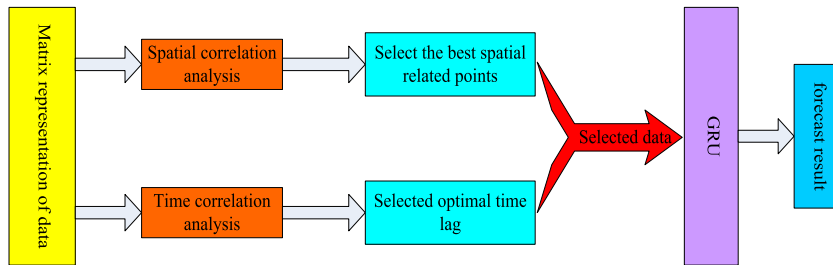 Matrix representation of data
Spatial correlation
analysis
Select the best spatial
related points
Time correlation
analysis
Selected optimal time
lag
Selected data
GRU
forecast result